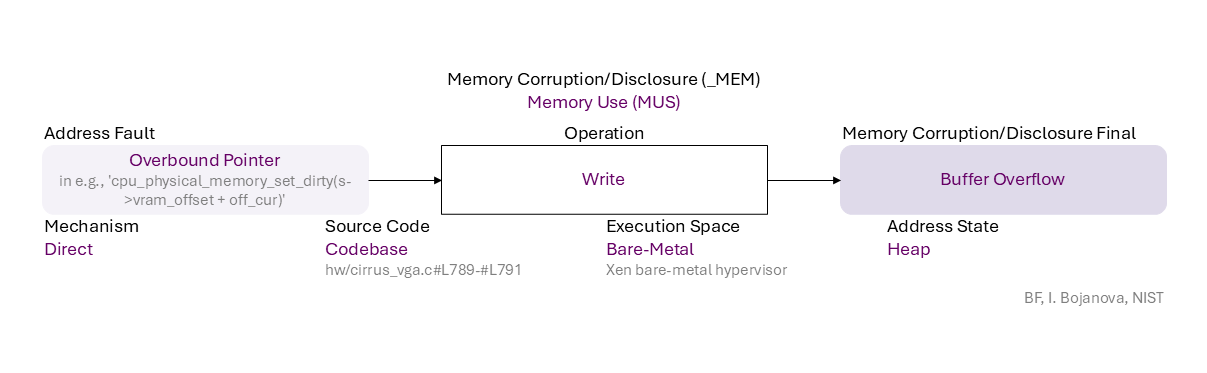 Memory Corruption/Disclosure (_MEM)
Memory Use (MUS)
Address Fault
Operation
Memory Corruption/Disclosure Final
Overbound Pointer
in e.g., 'cpu_physical_memory_set_dirty(s-
>vram_offset + off_cur)'
Write
Buffer Overflow
Mechanism
Direct
Source Code
Codebase
hw/cirrus_vga.c#L789-#L791
Execution Space
Bare-Metal
Xen bare-metal hypervisor
Address State
Heap
BF, I. Bojanova, NIST